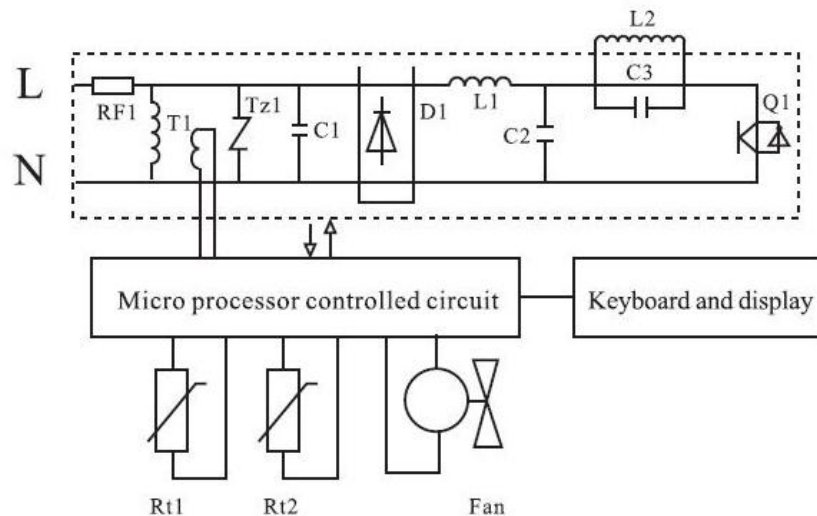 L2
L
C3
RF1
T1
Tz1
C1
D1
L1
C2
Q1
N
Micro processor controlled circuit
Keyboard and display
Rt1
Rt2
Fan